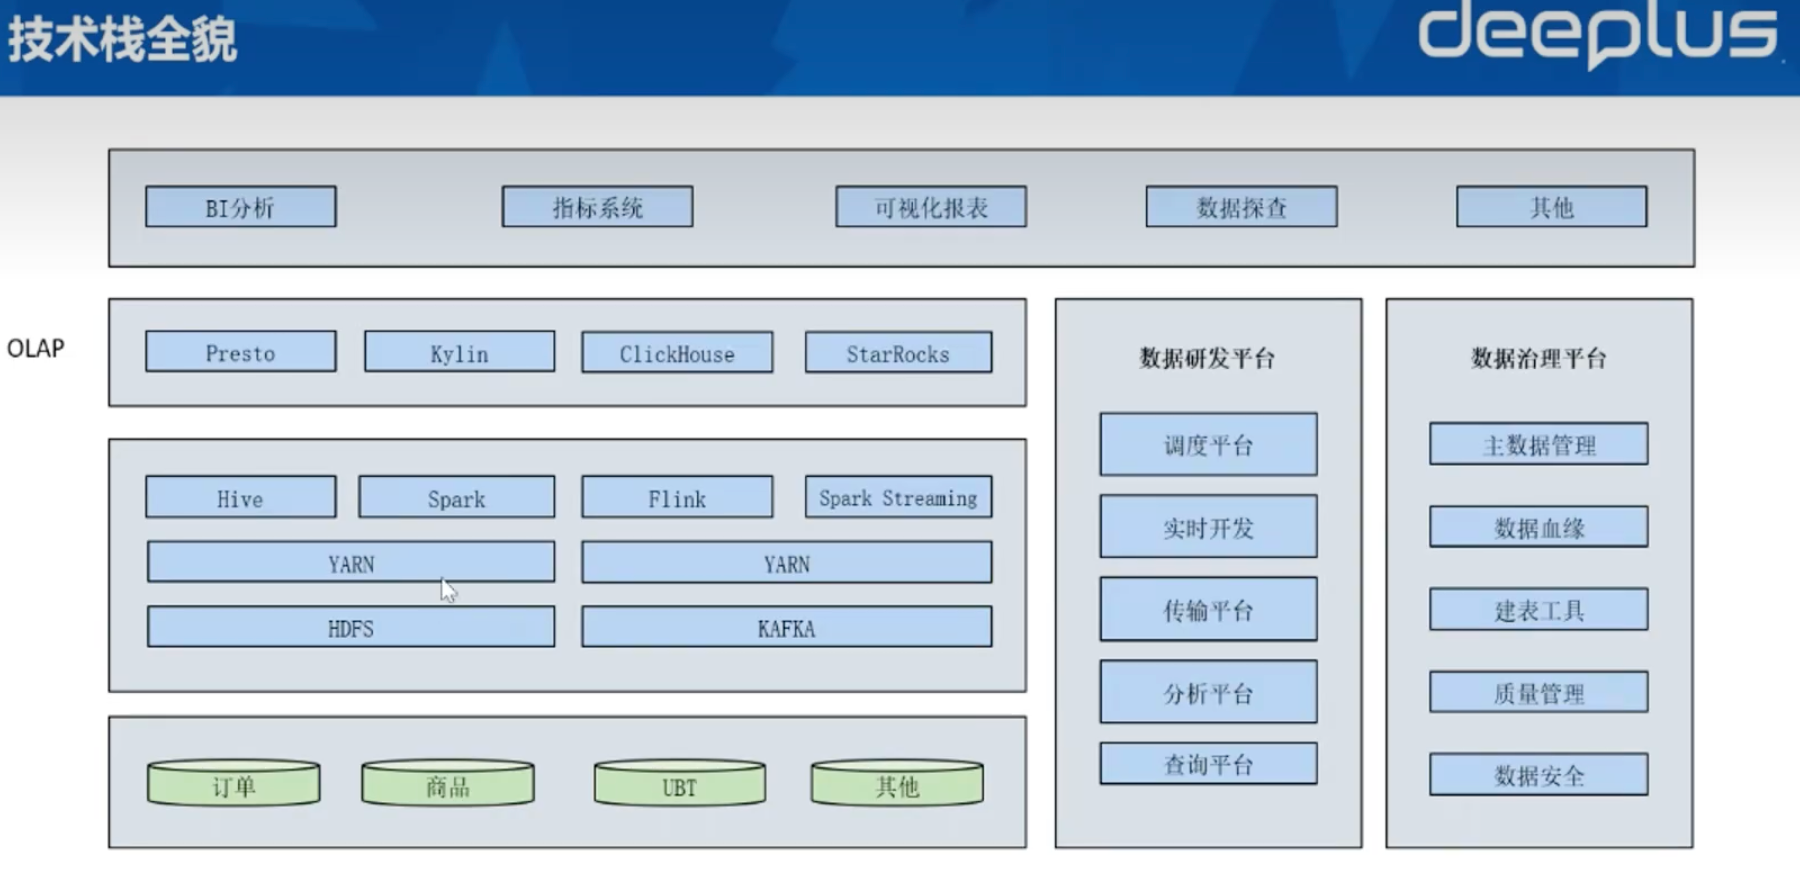 技术栈全貌
deeplus
BI分析
指标系统
可视化报表
数据探查
其他
OLAP
Presto
Kylin
ClickHouse
StarRocks
Hive
Spark
Flink
Spark Streaming
YARN
YARN
HDFS
KAFKA
订单
商品
UBT
其他
数据研发平台
调度平台
实时开发
传输平台
分析平台
查询平台
数据治理平台
主数据管理
数据血缘
建表工具
质量管理
数据安全